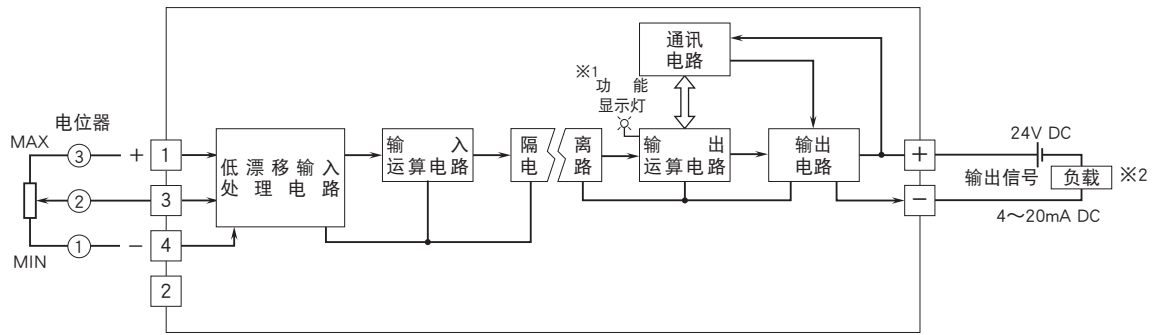 通讯
电路
※1
功 能
显示灯
电位器
MAX
③
+
1
低漂移输入
处理电路
输 入
运算电路
隔 离
电 路
输 出
运算电路
输出
电路
+
24V DC
②
3
输出信号
负载
※2
−
4～20mA DC
①
−
4
MIN
2